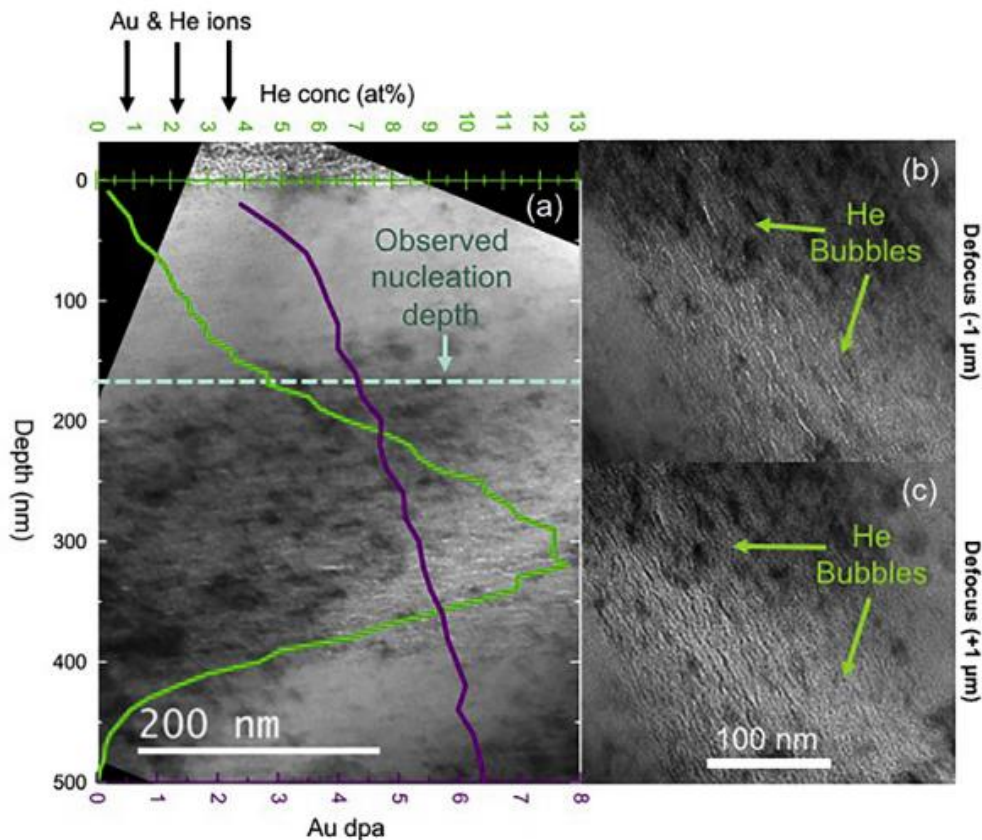 Au & He ions
He conc (at%)
0 1 2 3 4 5 6 7 8 9 10 11 12 13
(a)
Observed
nucleation
depth
Depth (nm)
0
100
200
300
400
500
200 nm
0 1 2 3 4 5 6 7 8
Au dpa
(b)
He
Bubbles
Defocus (-1 μm)
(c)
He
Bubbles
100 nm
Defocus (+1 μm)